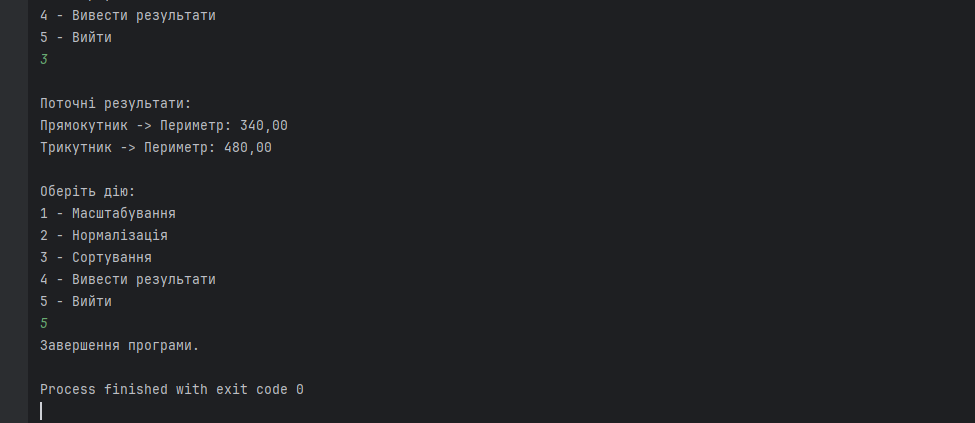 4 - Вивести результати
5 - Вийти
3
Поточні результати:
Прямокутник -> Периметр: 340,00
Трикутник -> Периметр: 480,00
Оберіть дію:
1 - Масштабування
2 - Нормалізація
3 - Сортування
4 - Вивести результати
5 - Вийти
5
Завершення програми.
Process finished with exit code 0